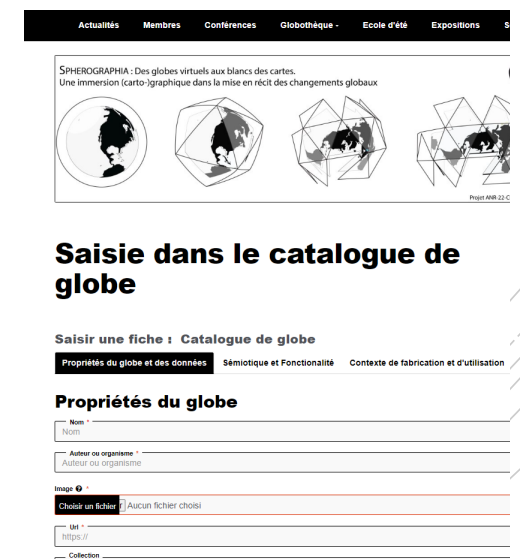 Actualités Membres Conférences Globothèque - Ecole d'été Expositions
SPHEROGRAPHIA : Des globes virtuels aux blancs des cartes.
Une immersion (carto-)graphique dans la mise en récit des changements globaux
Projet ANR-22-C
Saisie dans le catalogue de
globe
Saisir une fiche : Catalogue de globe
Propriétés du globe et des données Sémiotique et Fonctionalité Contexte de fabrication et d'utilisation
Propriétés du globe
Nom *
Nom
Auteur ou organisme *
Auteur ou organisme
Image *
Choisir un fichier Aucun fichier choisi
Url *
https://
Collection